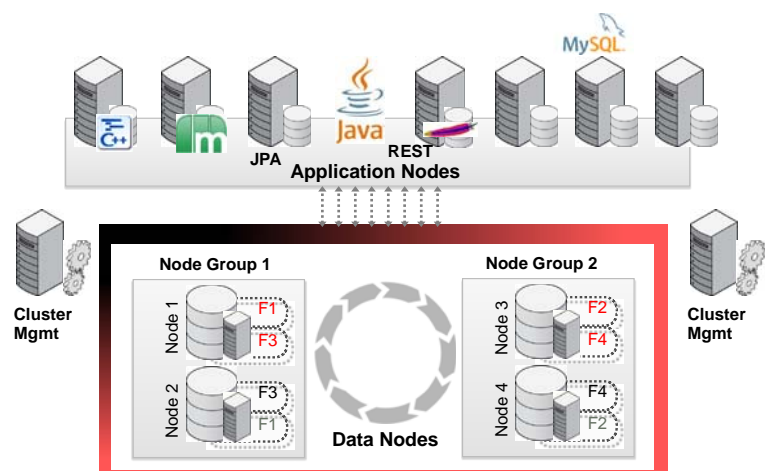 MySQL
C++
m
Java
JPA
REST
Application Nodes
Cluster
Mgmt
Cluster
Mgmt
Node Group 1
Node Group 2
Node 1
F1
F3
Node 2
F3
F1
Node 3
F2
F4
Node 4
F4
F2
Data Nodes